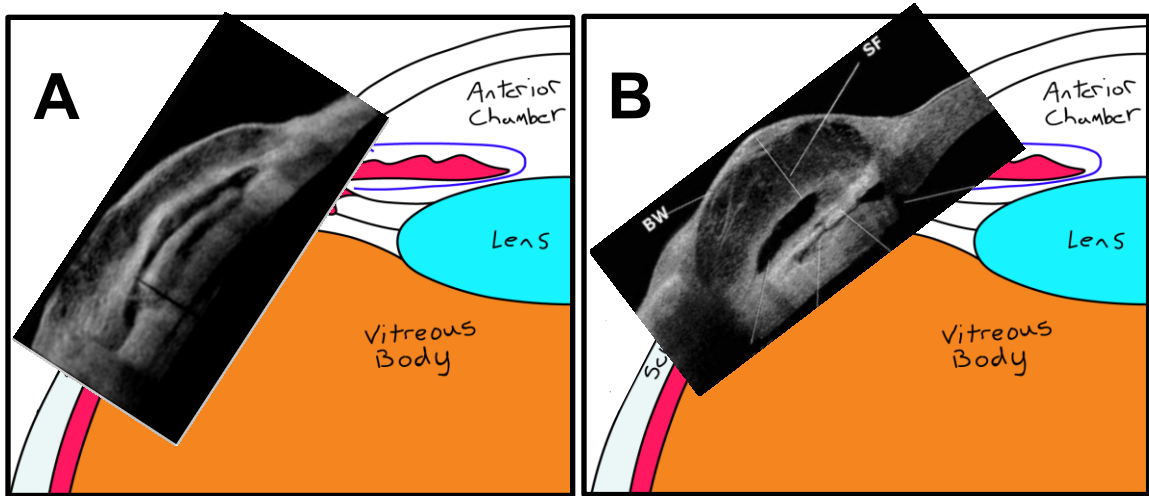 A
Anterior
Chamber
Lens
Vitreous
Body
B
SF
BW
Anterior
Chamber
Lens
Vitreous
Body